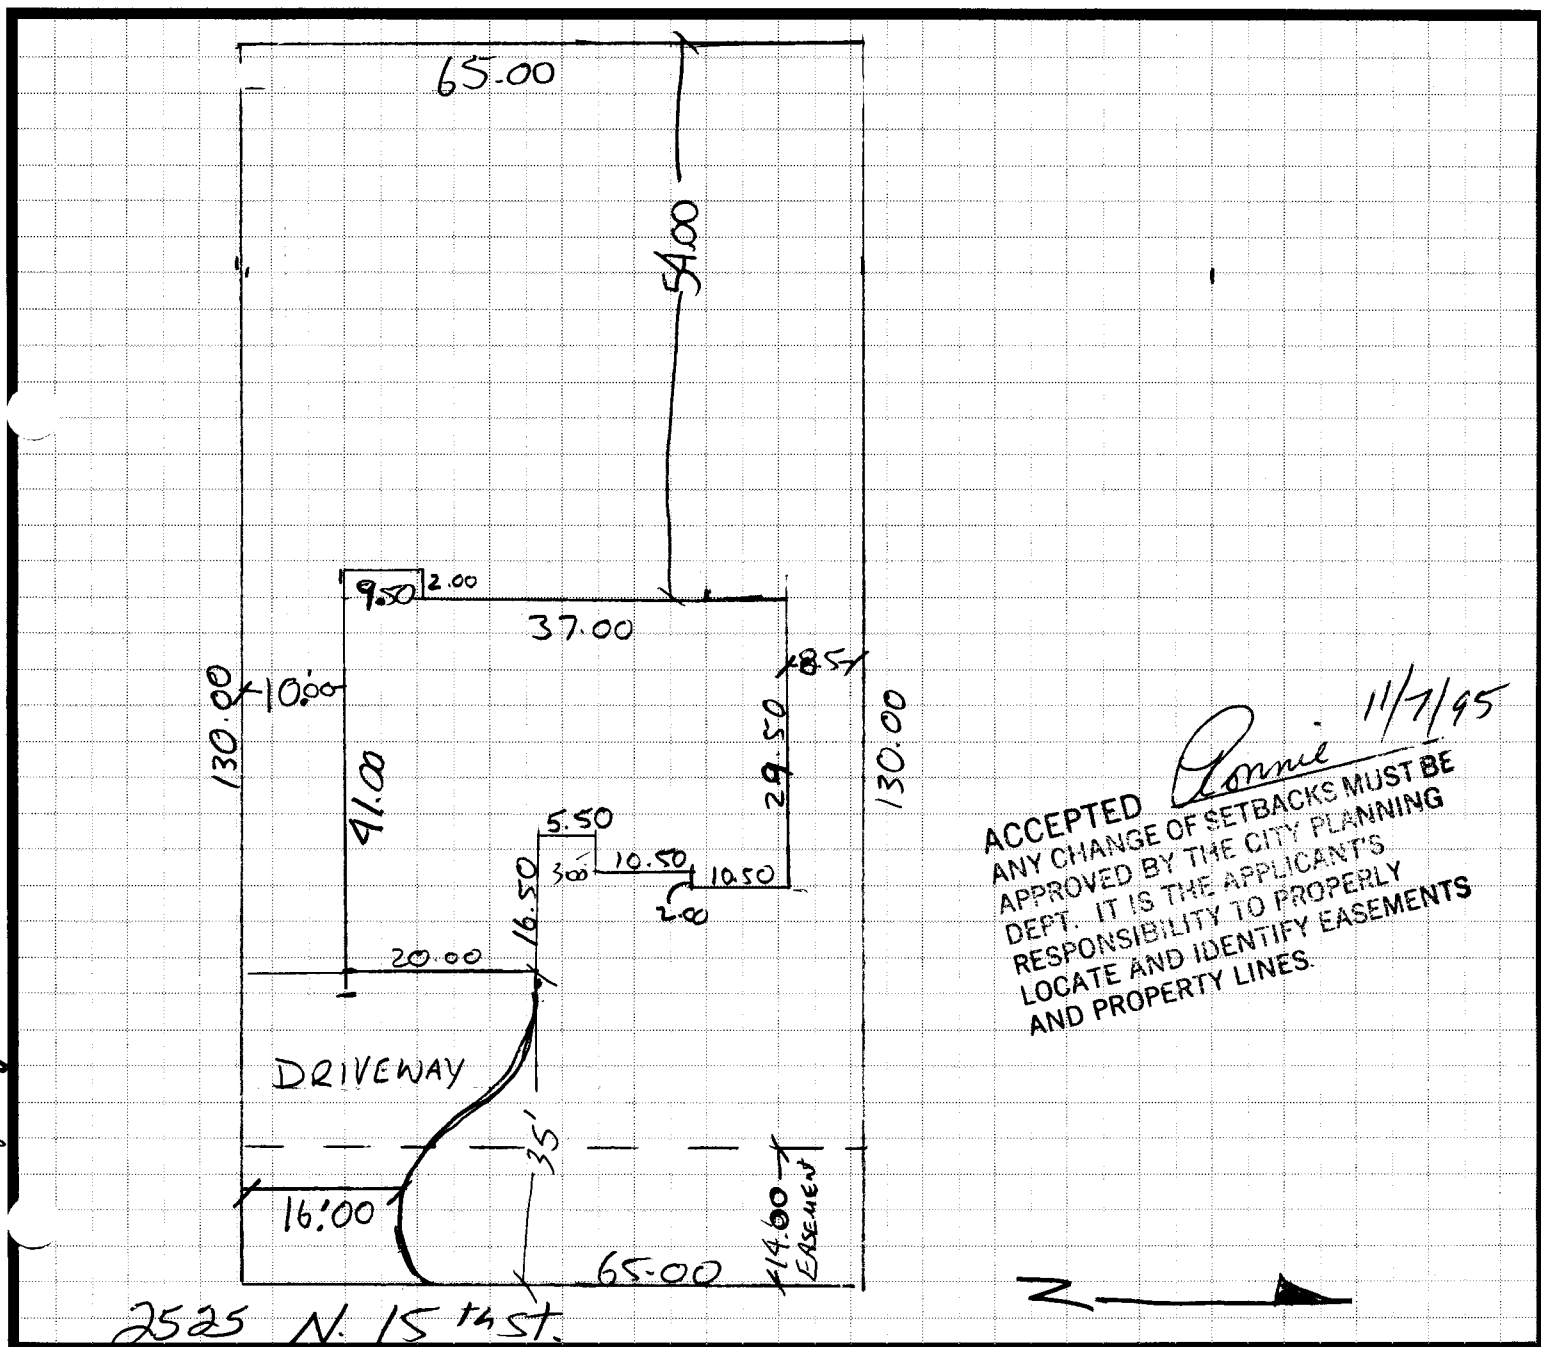 65.00
54.00
9.50
2.00
37.00
8.5
10.00
130.00
41.00
29.50
130.00
5.50
3.00
10.50
10.50
2.00
16.50
20.00
DRIVEWAY
35'
16.00
14.00
EASEMENT
65.00
2525 N. 15th St.
N
11/7/95
ACCEPTED Ronnie
ANY CHANGE OF SETBACKS MUST BE
APPROVED BY THE CITY PLANNING
DEPT. IT IS THE APPLICANT'S
RESPONSIBILITY TO PROPERLY
LOCATE AND IDENTIFY EASEMENTS
AND PROPERTY LINES.